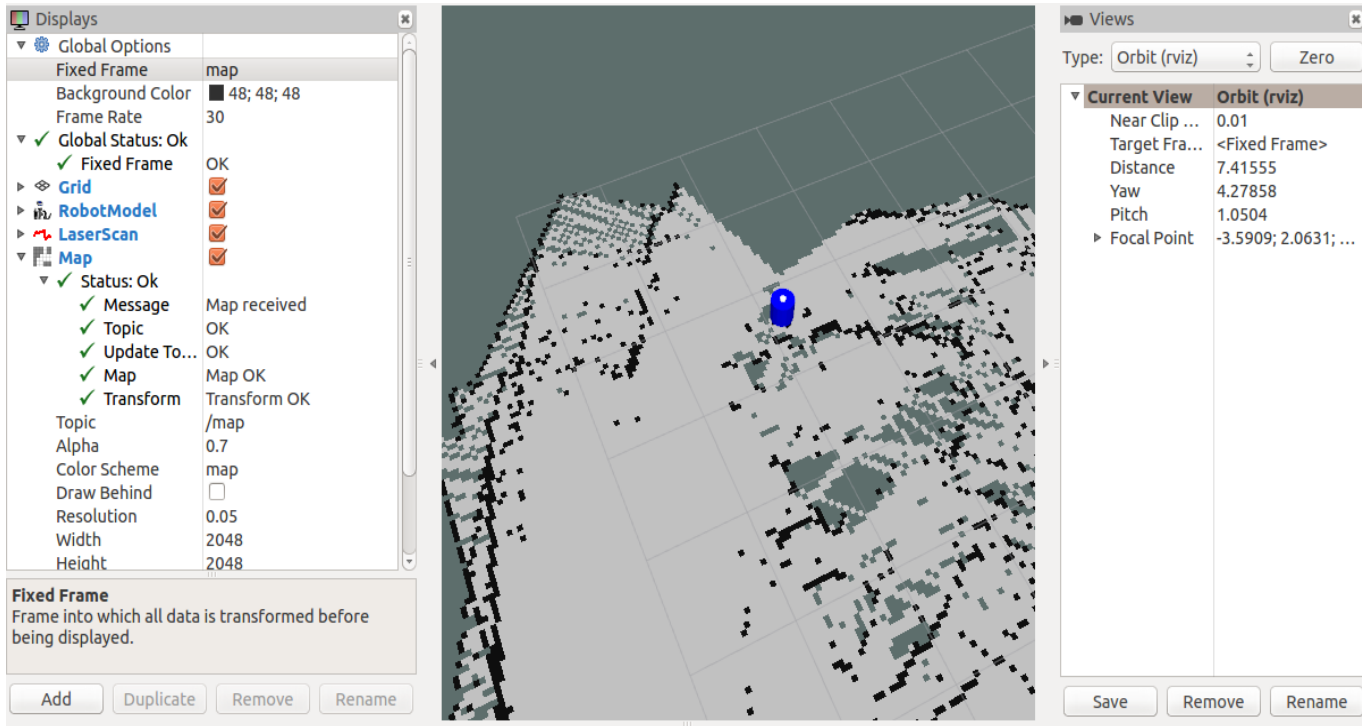 Displays
Global Options
Fixed Frame map
Background Color 48; 48; 48
Frame Rate 30
Global Status: Ok
Fixed Frame OK
Grid
RobotModel
LaserScan
Map
Status: Ok
Message Map received
Topic OK
Update To... OK
Map Map OK
Transform Transform OK
Topic /map
Alpha 0.7
Color Scheme map
Draw Behind
Resolution 0.05
Width 2048
Height 2048
Fixed Frame
Frame into which all data is transformed before
being displayed.
Add Duplicate Remove Rename
Views
Type: Orbit (rviz) Zero
Current View Orbit (rviz)
Near Clip ... 0.01
Target Fra... <Fixed Frame>
Distance 7.41555
Yaw 4.27858
Pitch 1.0504
Focal Point -3.5909; 2.0631; ...
Save Remove Rename